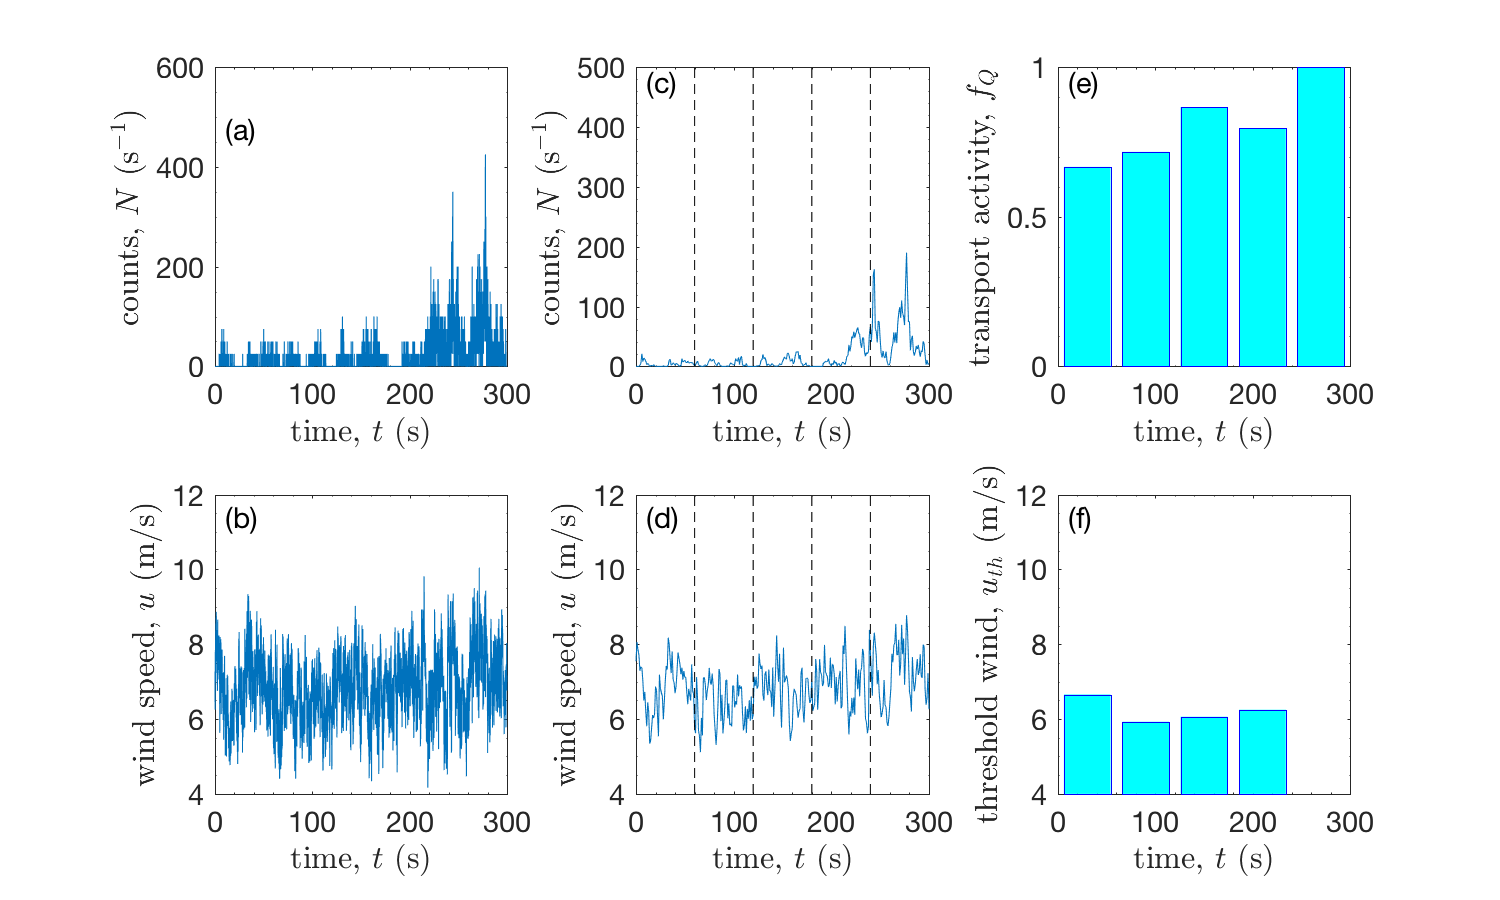 600
400
200
0
0 100 200 300
counts, N (s⁻¹)
time, t (s)
(a)
500
400
300
200
100
0
0 100 200 300
counts, N (s⁻¹)
time, t (s)
(c)
1
0.5
0
0 100 200 300
transport activity, f_Q
time, t (s)
(e)
12
10
8
6
4
0 100 200 300
wind speed, u (m/s)
time, t (s)
(b)
12
10
8
6
4
0 100 200 300
wind speed, u (m/s)
time, t (s)
(d)
12
10
8
6
4
0 100 200 300
threshold wind, u_th (m/s)
time, t (s)
(f)